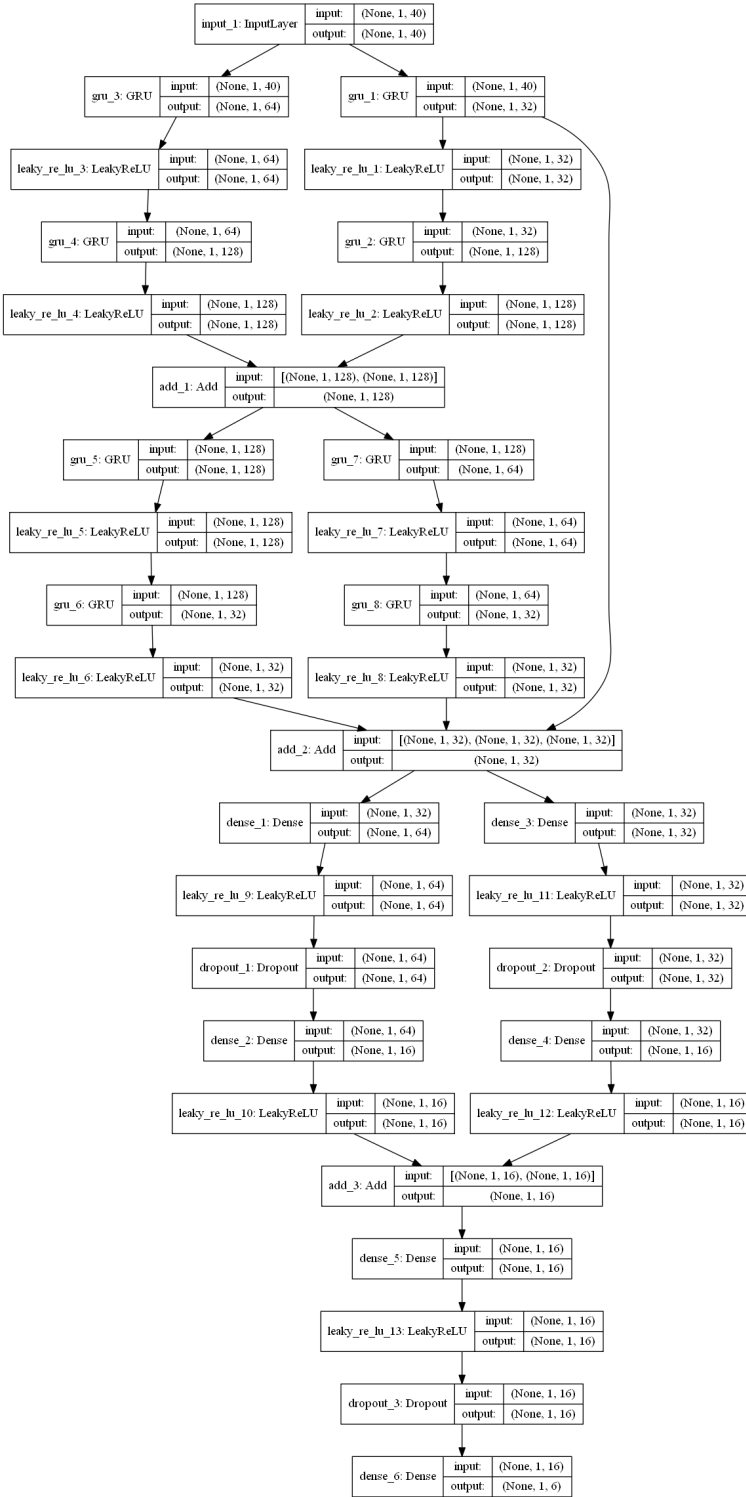 input_1: InputLayer input: (None, 1, 40)
output: (None, 1, 40)
gru_3: GRU input: (None, 1, 40)
output: (None, 1, 64)
gru_1: GRU input: (None, 1, 40)
output: (None, 1, 32)
leaky_re_lu_3: LeakyReLU input: (None, 1, 64)
output: (None, 1, 64)
leaky_re_lu_1: LeakyReLU input: (None, 1, 32)
output: (None, 1, 32)
gru_4: GRU input: (None, 1, 64)
output: (None, 1, 128)
gru_2: GRU input: (None, 1, 32)
output: (None, 1, 128)
leaky_re_lu_4: LeakyReLU input: (None, 1, 128)
output: (None, 1, 128)
leaky_re_lu_2: LeakyReLU input: (None, 1, 128)
output: (None, 1, 128)
add_1: Add input: [(None, 1, 128), (None, 1, 128)]
output: (None, 1, 128)
gru_5: GRU input: (None, 1, 128)
output: (None, 1, 128)
gru_7: GRU input: (None, 1, 128)
output: (None, 1, 64)
leaky_re_lu_5: LeakyReLU input: (None, 1, 128)
output: (None, 1, 128)
leaky_re_lu_7: LeakyReLU input: (None, 1, 64)
output: (None, 1, 64)
gru_6: GRU input: (None, 1, 128)
output: (None, 1, 32)
gru_8: GRU input: (None, 1, 64)
output: (None, 1, 32)
leaky_re_lu_6: LeakyReLU input: (None, 1, 32)
output: (None, 1, 32)
leaky_re_lu_8: LeakyReLU input: (None, 1, 32)
output: (None, 1, 32)
add_2: Add input: [(None, 1, 32), (None, 1, 32), (None, 1, 32)]
output: (None, 1, 32)
dense_1: Dense input: (None, 1, 32)
output: (None, 1, 64)
dense_3: Dense input: (None, 1, 32)
output: (None, 1, 32)
leaky_re_lu_9: LeakyReLU input: (None, 1, 64)
output: (None, 1, 64)
leaky_re_lu_11: LeakyReLU input: (None, 1, 32)
output: (None, 1, 32)
dropout_1: Dropout input: (None, 1, 64)
output: (None, 1, 64)
dropout_2: Dropout input: (None, 1, 32)
output: (None, 1, 32)
dense_2: Dense input: (None, 1, 64)
output: (None, 1, 16)
dense_4: Dense input: (None, 1, 32)
output: (None, 1, 16)
leaky_re_lu_10: LeakyReLU input: (None, 1, 16)
output: (None, 1, 16)
leaky_re_lu_12: LeakyReLU input: (None, 1, 16)
output: (None, 1, 16)
add_3: Add input: [(None, 1, 16), (None, 1, 16)]
output: (None, 1, 16)
dense_5: Dense input: (None, 1, 16)
output: (None, 1, 16)
leaky_re_lu_13: LeakyReLU input: (None, 1, 16)
output: (None, 1, 16)
dropout_3: Dropout input: (None, 1, 16)
output: (None, 1, 16)
dense_6: Dense input: (None, 1, 16)
output: (None, 1, 6)